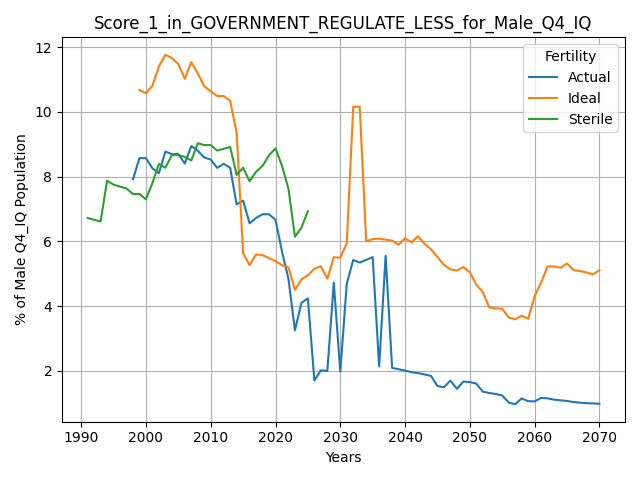 Score_1_in_GOVERNMENT_REGULATE_LESS_for_Male_Q4_IQ
Fertility
Actual
Ideal
Sterile
% of Male Q4_IQ Population
12
10
8
6
4
2
1990 2000 2010 2020 2030 2040 2050 2060 2070
Years